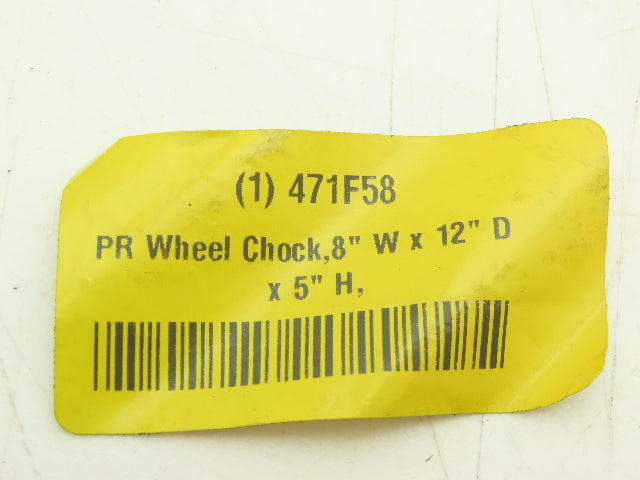 (1) 471F58
PR Wheel Chock,8" W x 12" D
x 5" H,